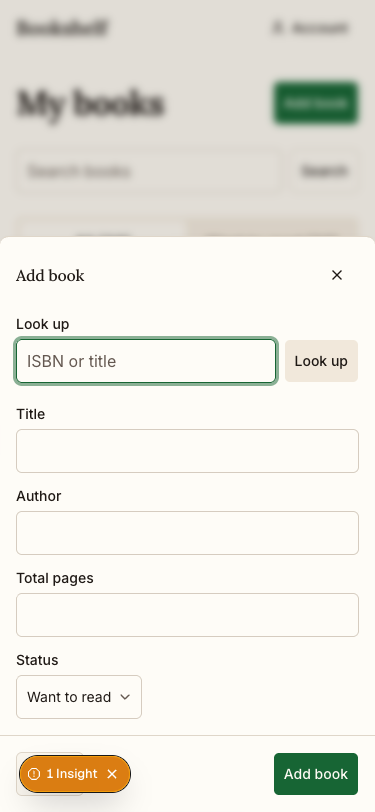 Bookshelf
Account
My books
Add book
Search books
Search
Add book
Look up
ISBN or title
Look up
Title
Author
Total pages
Status
Want to read
1 Insight
Add book